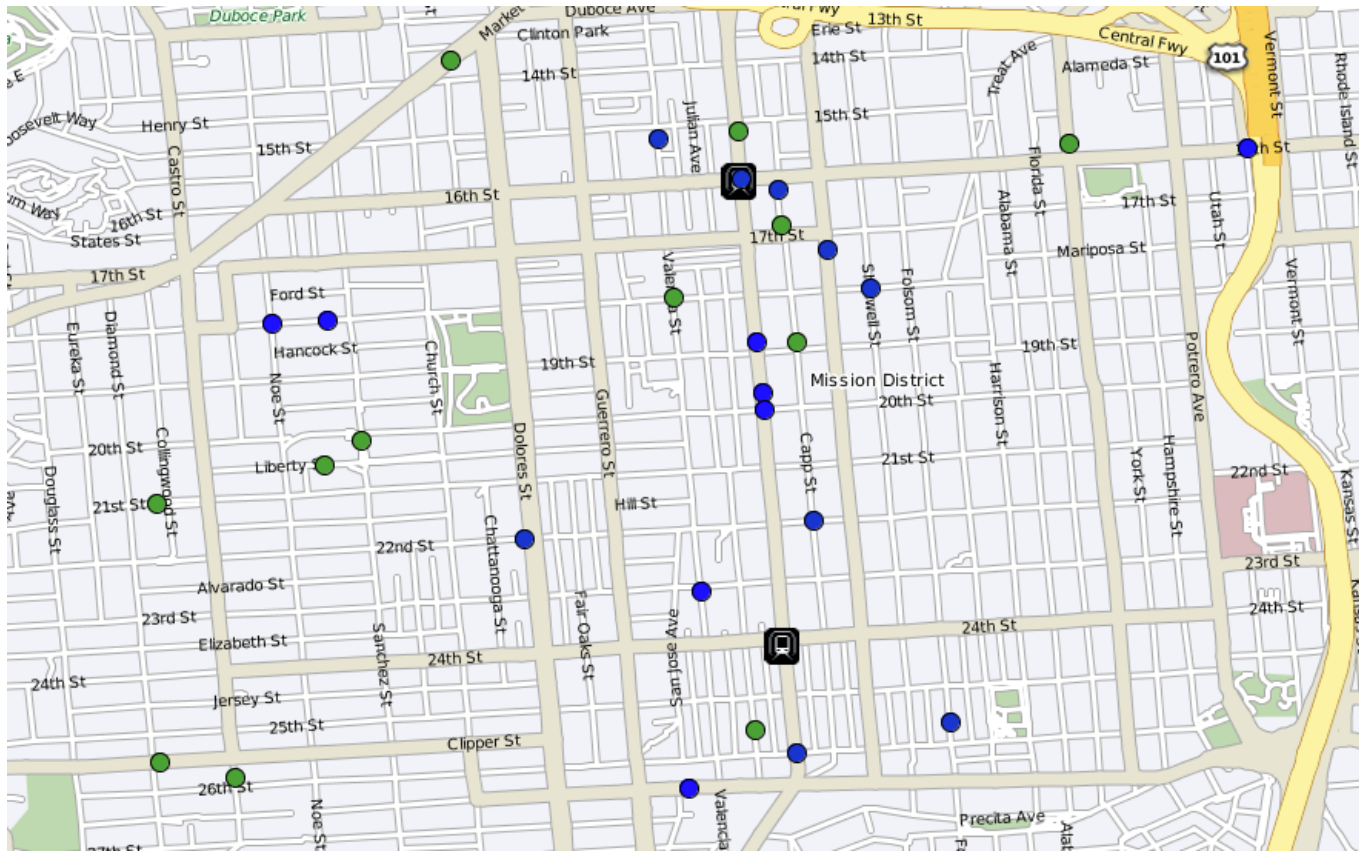 Duboce Park
Market
Duboce Ave
Clinton Park
Fwy
13th St
Erie St
Central Fwy
101
Vermont St
Rhode Island St
14th St
14th St
Treat Ave
Alameda St
Julian Ave
15th St
Henry St
15th St
Castro St
16th St
16th St
States St
17th St
17th St
Valencia St
Shotwell St
Folsom St
Alabama St
Florida St
17th St
Utah St
Mariposa St
Vermont St
Ford St
Hancock St
Eureka St
Diamond St
Noe St
Church St
19th St
19th St
Guerrero St
Mission District
Harrison St
Potrero Ave
20th St
20th St
Collingwood St
Liberty
Dolores St
Capp St
21st St
York St
Hampshire St
22nd St
Kansas St
Douglass St
21st St
Hill St
Chattanooga St
22nd St
23rd St
Alvarado St
23rd St
Elizabeth St
Sanchez St
24th St
Fair Oaks St
San Jose Ave
24th St
24th St
24th St
Jersey St
25th St
Clipper St
26th St
Noe St
Valencia
Precita Ave
27th St